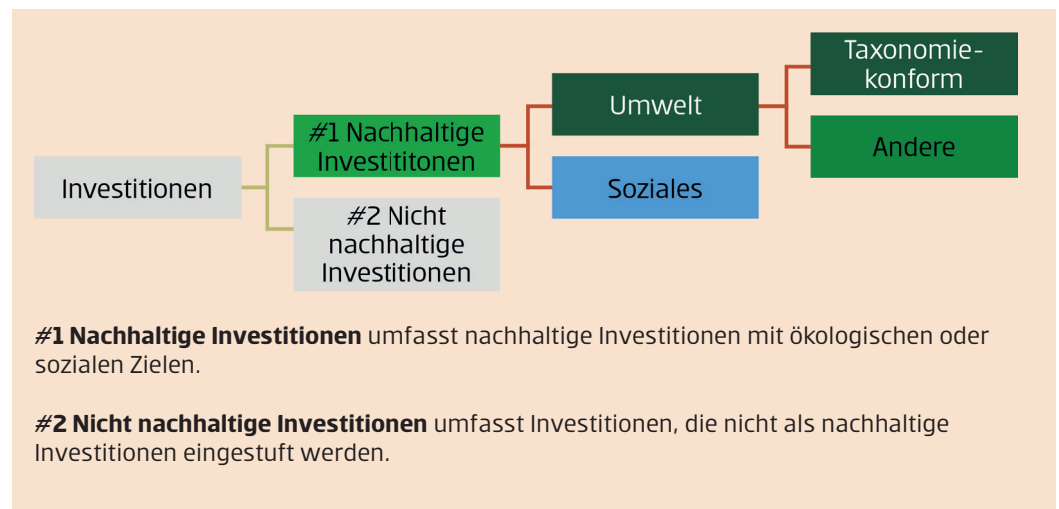 Taxonomie-
konform
Umwelt
#1 Nachhaltige
Investititonen
Andere
Investitionen
Soziales
#2 Nicht
nachhaltige
Investitionen
#1 Nachhaltige Investitionen umfasst nachhaltige Investitionen mit ökologischen oder
sozialen Zielen.
#2 Nicht nachhaltige Investitionen umfasst Investitionen, die nicht als nachhaltige
Investitionen eingestuft werden.